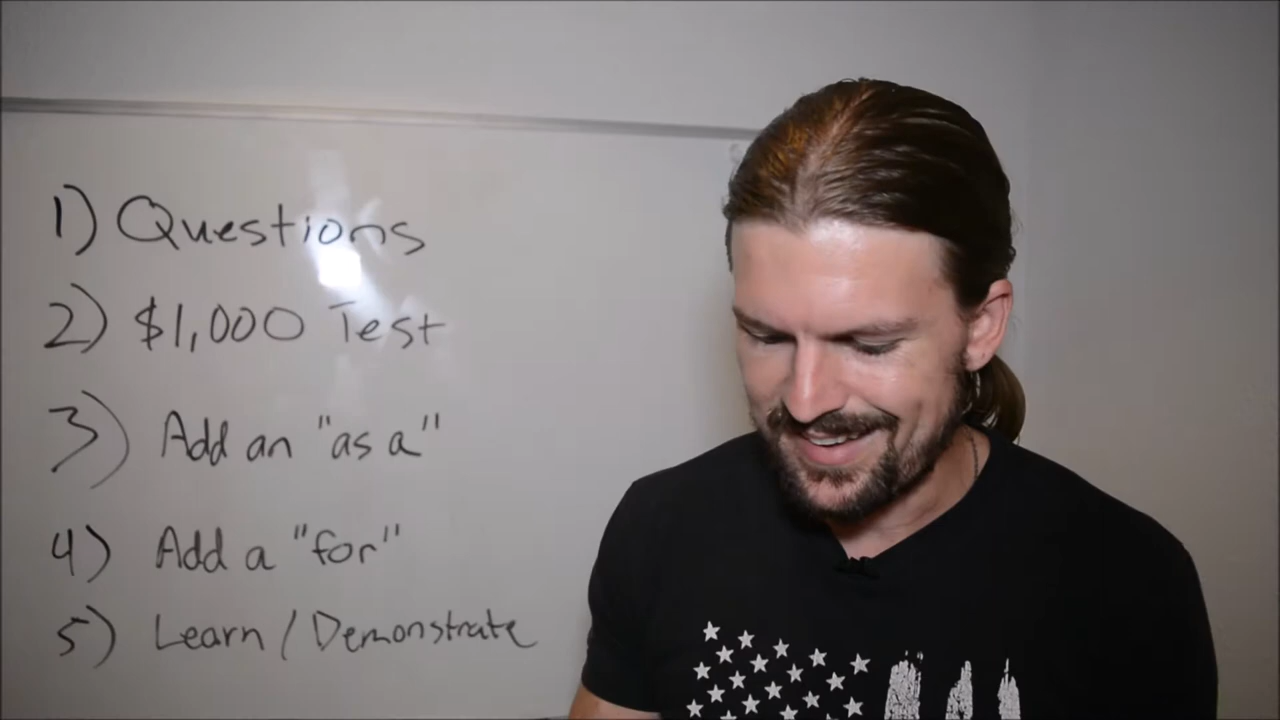 1) Questions
2) $1,000 Test
3) Add an "as a"
4) Add a "for"
5) Learn / Demonstrate